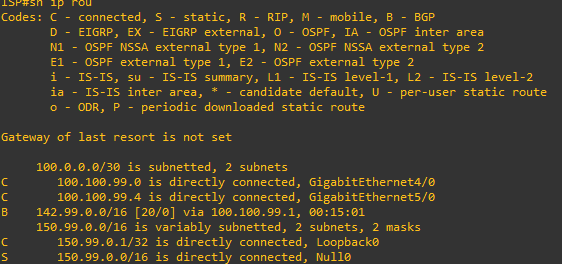 ISP#sh ip rou
Codes: C - connected, S - static, R - RIP, M - mobile, B - BGP
D - EIGRP, EX - EIGRP external, O - OSPF, IA - OSPF inter area
N1 - OSPF NSSA external type 1, N2 - OSPF NSSA external type 2
E1 - OSPF external type 1, E2 - OSPF external type 2
i - IS-IS, su - IS-IS summary, L1 - IS-IS level-1, L2 - IS-IS level-2
ia - IS-IS inter area, * - candidate default, U - per-user static route
o - ODR, P - periodic downloaded static route
Gateway of last resort is not set
100.0.0.0/30 is subnetted, 2 subnets
C 100.100.99.0 is directly connected, GigabitEthernet4/0
C 100.100.99.4 is directly connected, GigabitEthernet5/0
B 142.99.0.0/16 [20/0] via 100.100.99.1, 00:15:01
150.99.0.0/16 is variably subnetted, 2 subnets, 2 masks
C 150.99.0.1/32 is directly connected, Loopback0
S 150.99.0.0/16 is directly connected, Null0